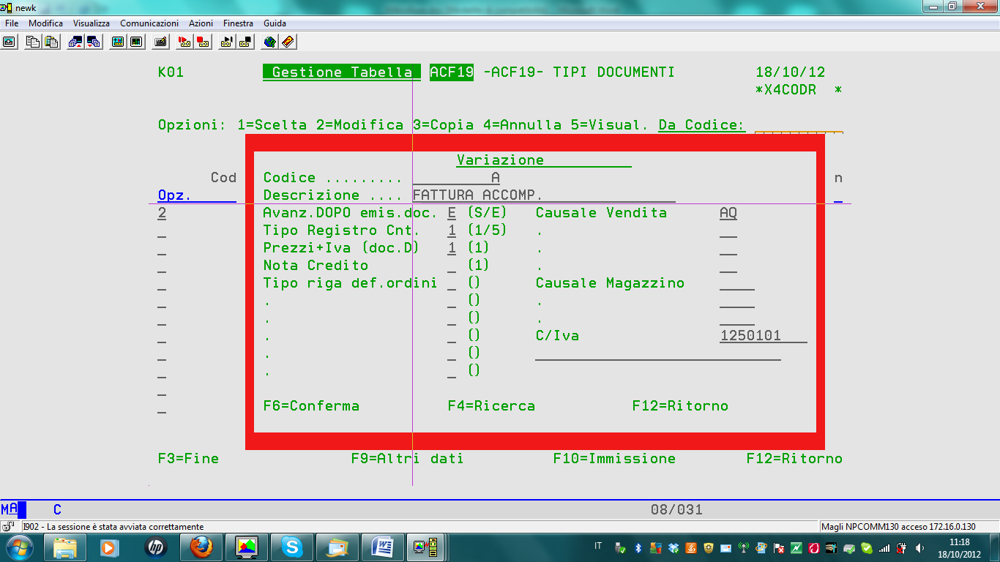 newk
File Modifica Visualizza Comunicazioni Azioni Finestra Guida
K01 Gestione Tabella ACF19 -ACF19- TIPI DOCUMENTI 18/10/12
*X4CODR *
Opzioni: 1=Scelta 2=Modifica 3=Copia 4=Annulla 5=Visual. Da Codice:
Variazione
Cod Codice ......... A n
Opz. Descrizione .... FATTURA ACCOMP.
2 Avanz.DOPO emis.doc. E (S/E) Causale Vendita AQ
Tipo Registro Cnt. 1 (1/5) .
Prezzi+Iva (doc.D) 1 (1) .
Nota Credito (1) .
Tipo riga def.ordini () Causale Magazzino
. () .
. () .
. () C/Iva 1250101
. ()
. ()
F6=Conferma F4=Ricerca F12=Ritorno
F3=Fine F9=Altri dati F10=Immissione F12=Ritorno
MA C 08/031
I902 - La sessione è stata avviata correttamente Magli NPCOMM130 acceso 172.16.0.130
IT 11:18
18/10/2012